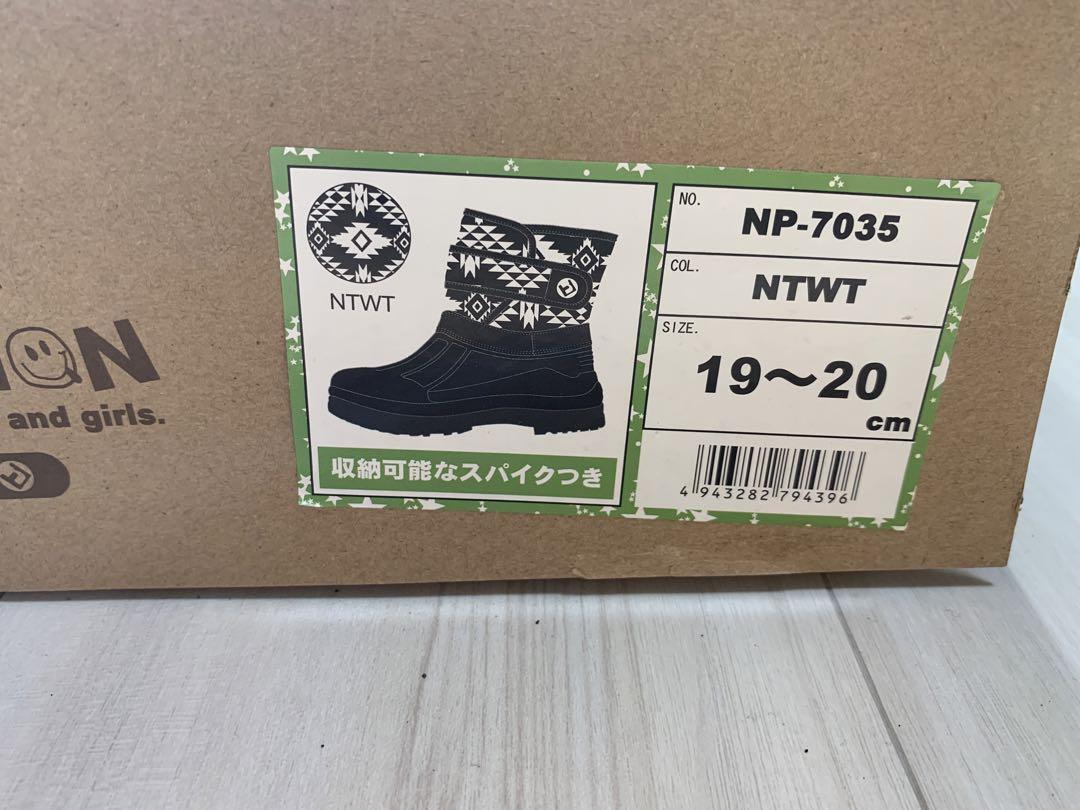 and girls.
NTWT
収納可能なスパイクつき
NO.
NP-7035
COL.
NTWT
SIZE.
19〜20
cm
4 943282 794396